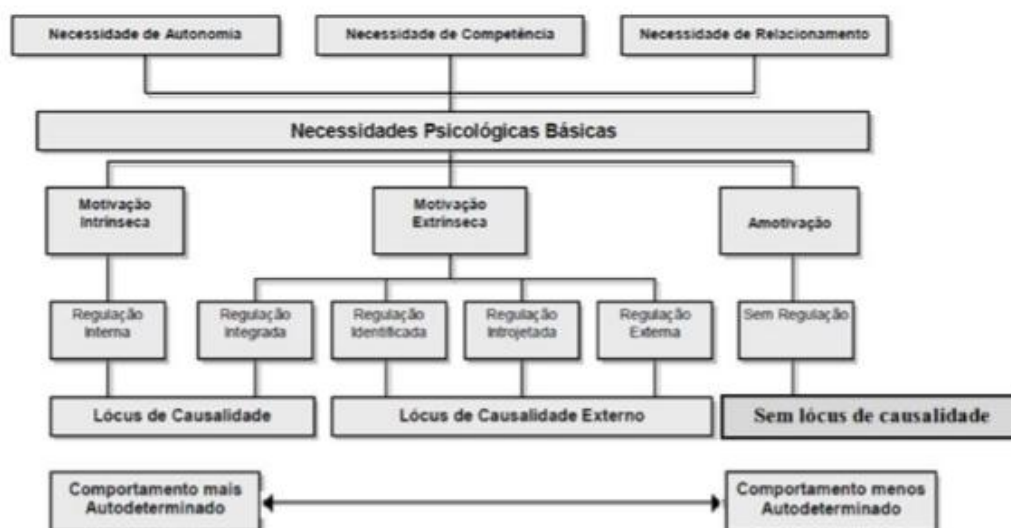 Necessidade de Autonomia
Necessidade de Competência
Necessidade de Relacionamento
Necessidades Psicológicas Básicas
Motivação
Intrínseca
Motivação
Extrínseca
Amotivação
Regulação
Interna
Regulação
Integrada
Regulação
Identificada
Regulação
Introjetada
Regulação
Externa
Sem Regulação
Lócus de Causalidade
Lócus de Causalidade Externo
Sem lócus de causalidade
Comportamento mais
Autodeterminado
Comportamento menos
Autodeterminado